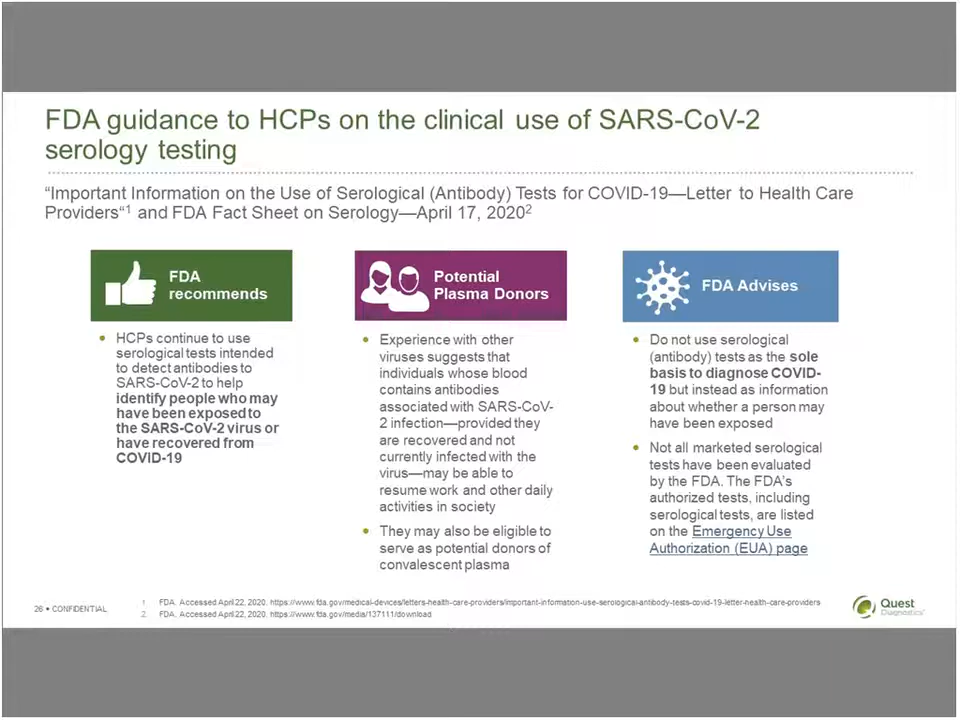 FDA guidance to HCPs on the clinical use of SARS-CoV-2
serology testing
“Important Information on the Use of Serological (Antibody) Tests for COVID-19—Letter to Health Care
Providers“1 and FDA Fact Sheet on Serology—April 17, 20202
FDA
recommends
• HCPs continue to use
serological tests intended
to detect antibodies to
SARS-CoV-2 to help
identify people who may
have been exposed to
the SARS-CoV-2 virus or
have recovered from
COVID-19
Potential
Plasma Donors
• Experience with other
viruses suggests that
individuals whose blood
contains antibodies
associated with SARS-CoV-
2 infection—provided they
are recovered and not
currently infected with the
virus—may be able to
resume work and other daily
activities in society
• They may also be eligible to
serve as potential donors of
convalescent plasma
FDA Advises
• Do not use serological
(antibody) tests as the sole
basis to diagnose COVID-
19 but instead as information
about whether a person may
have been exposed
• Not all marketed serological
tests have been evaluated
by the FDA. The FDA’s
authorized tests, including
serological tests, are listed
on the Emergency Use
Authorization (EUA) page
26 • CONFIDENTIAL
1 FDA. Accessed April 22, 2020, https://www.fda.gov/medical-devices/letters-health-care-providers/important-information-use-serological-antibody-tests-covid-19-letter-health-care-providers
2. FDA. Accessed April 22, 2020, https://www.fda.gov/media/137111/download
Quest
Diagnostics